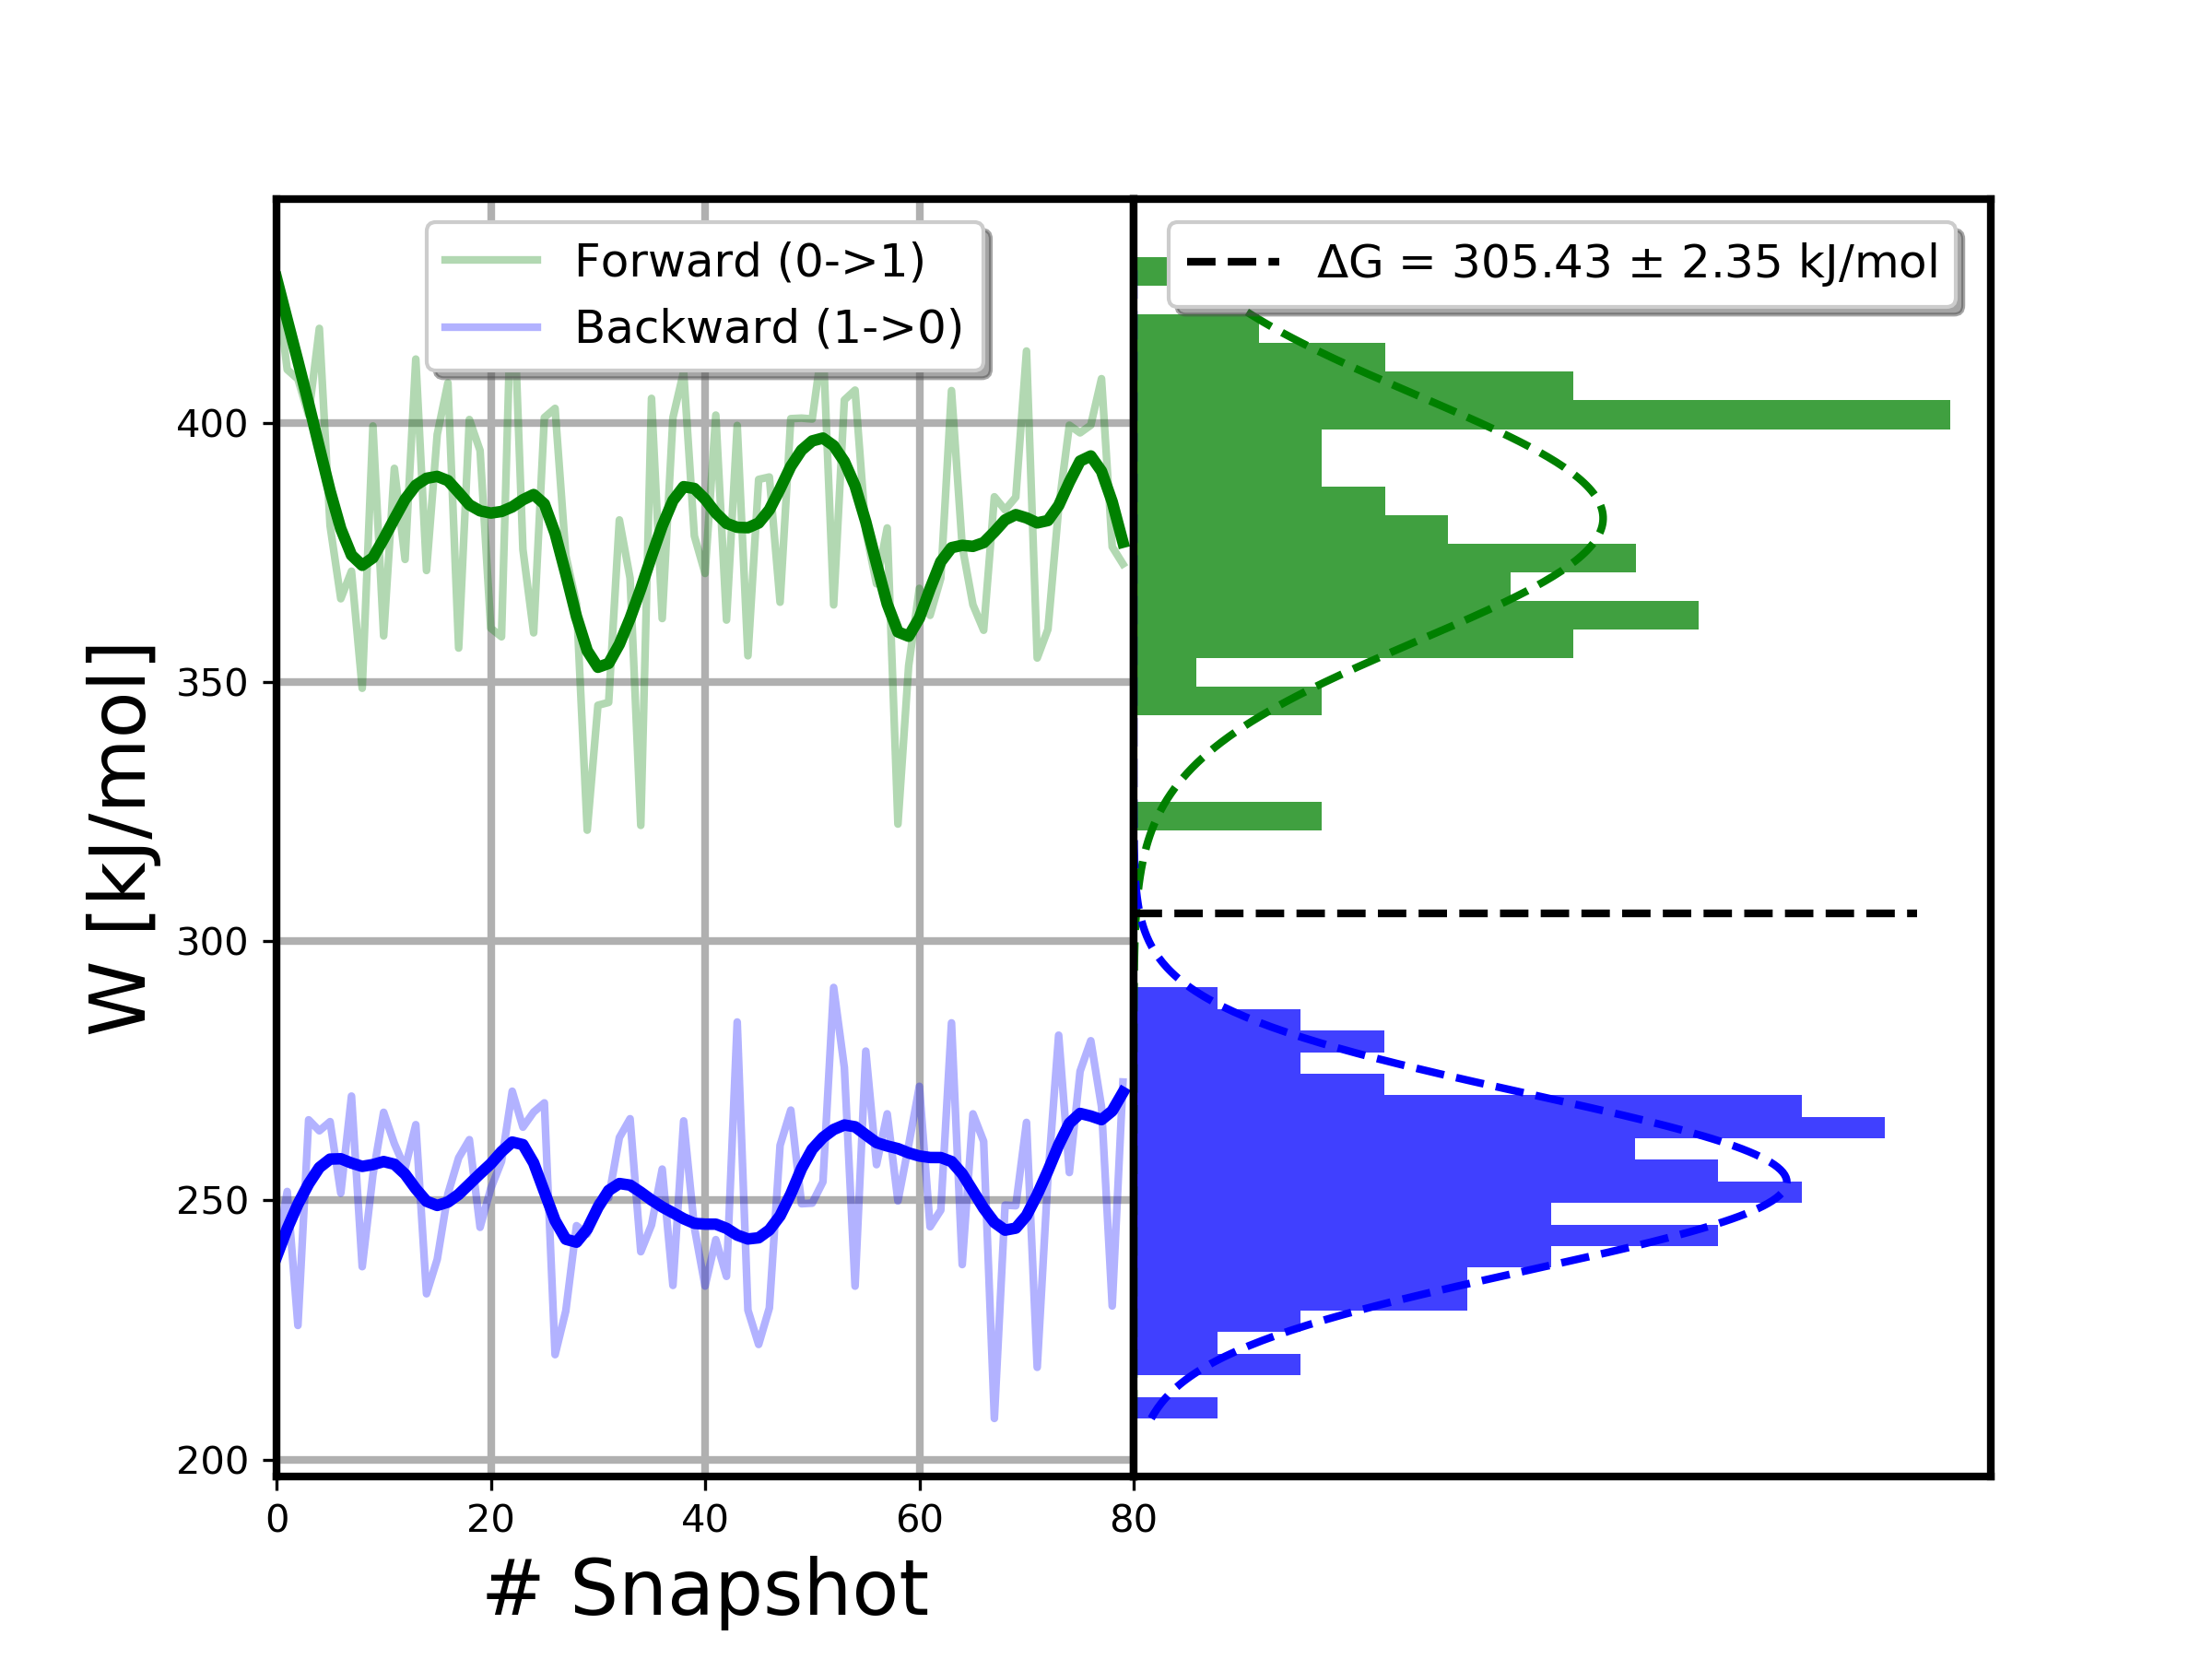 Forward (0->1)
Backward (1->0)
ΔG = 305.43 ± 2.35 kJ/mol
W [kJ/mol]
400
350
300
250
200
0 20 40 60 80
# Snapshot